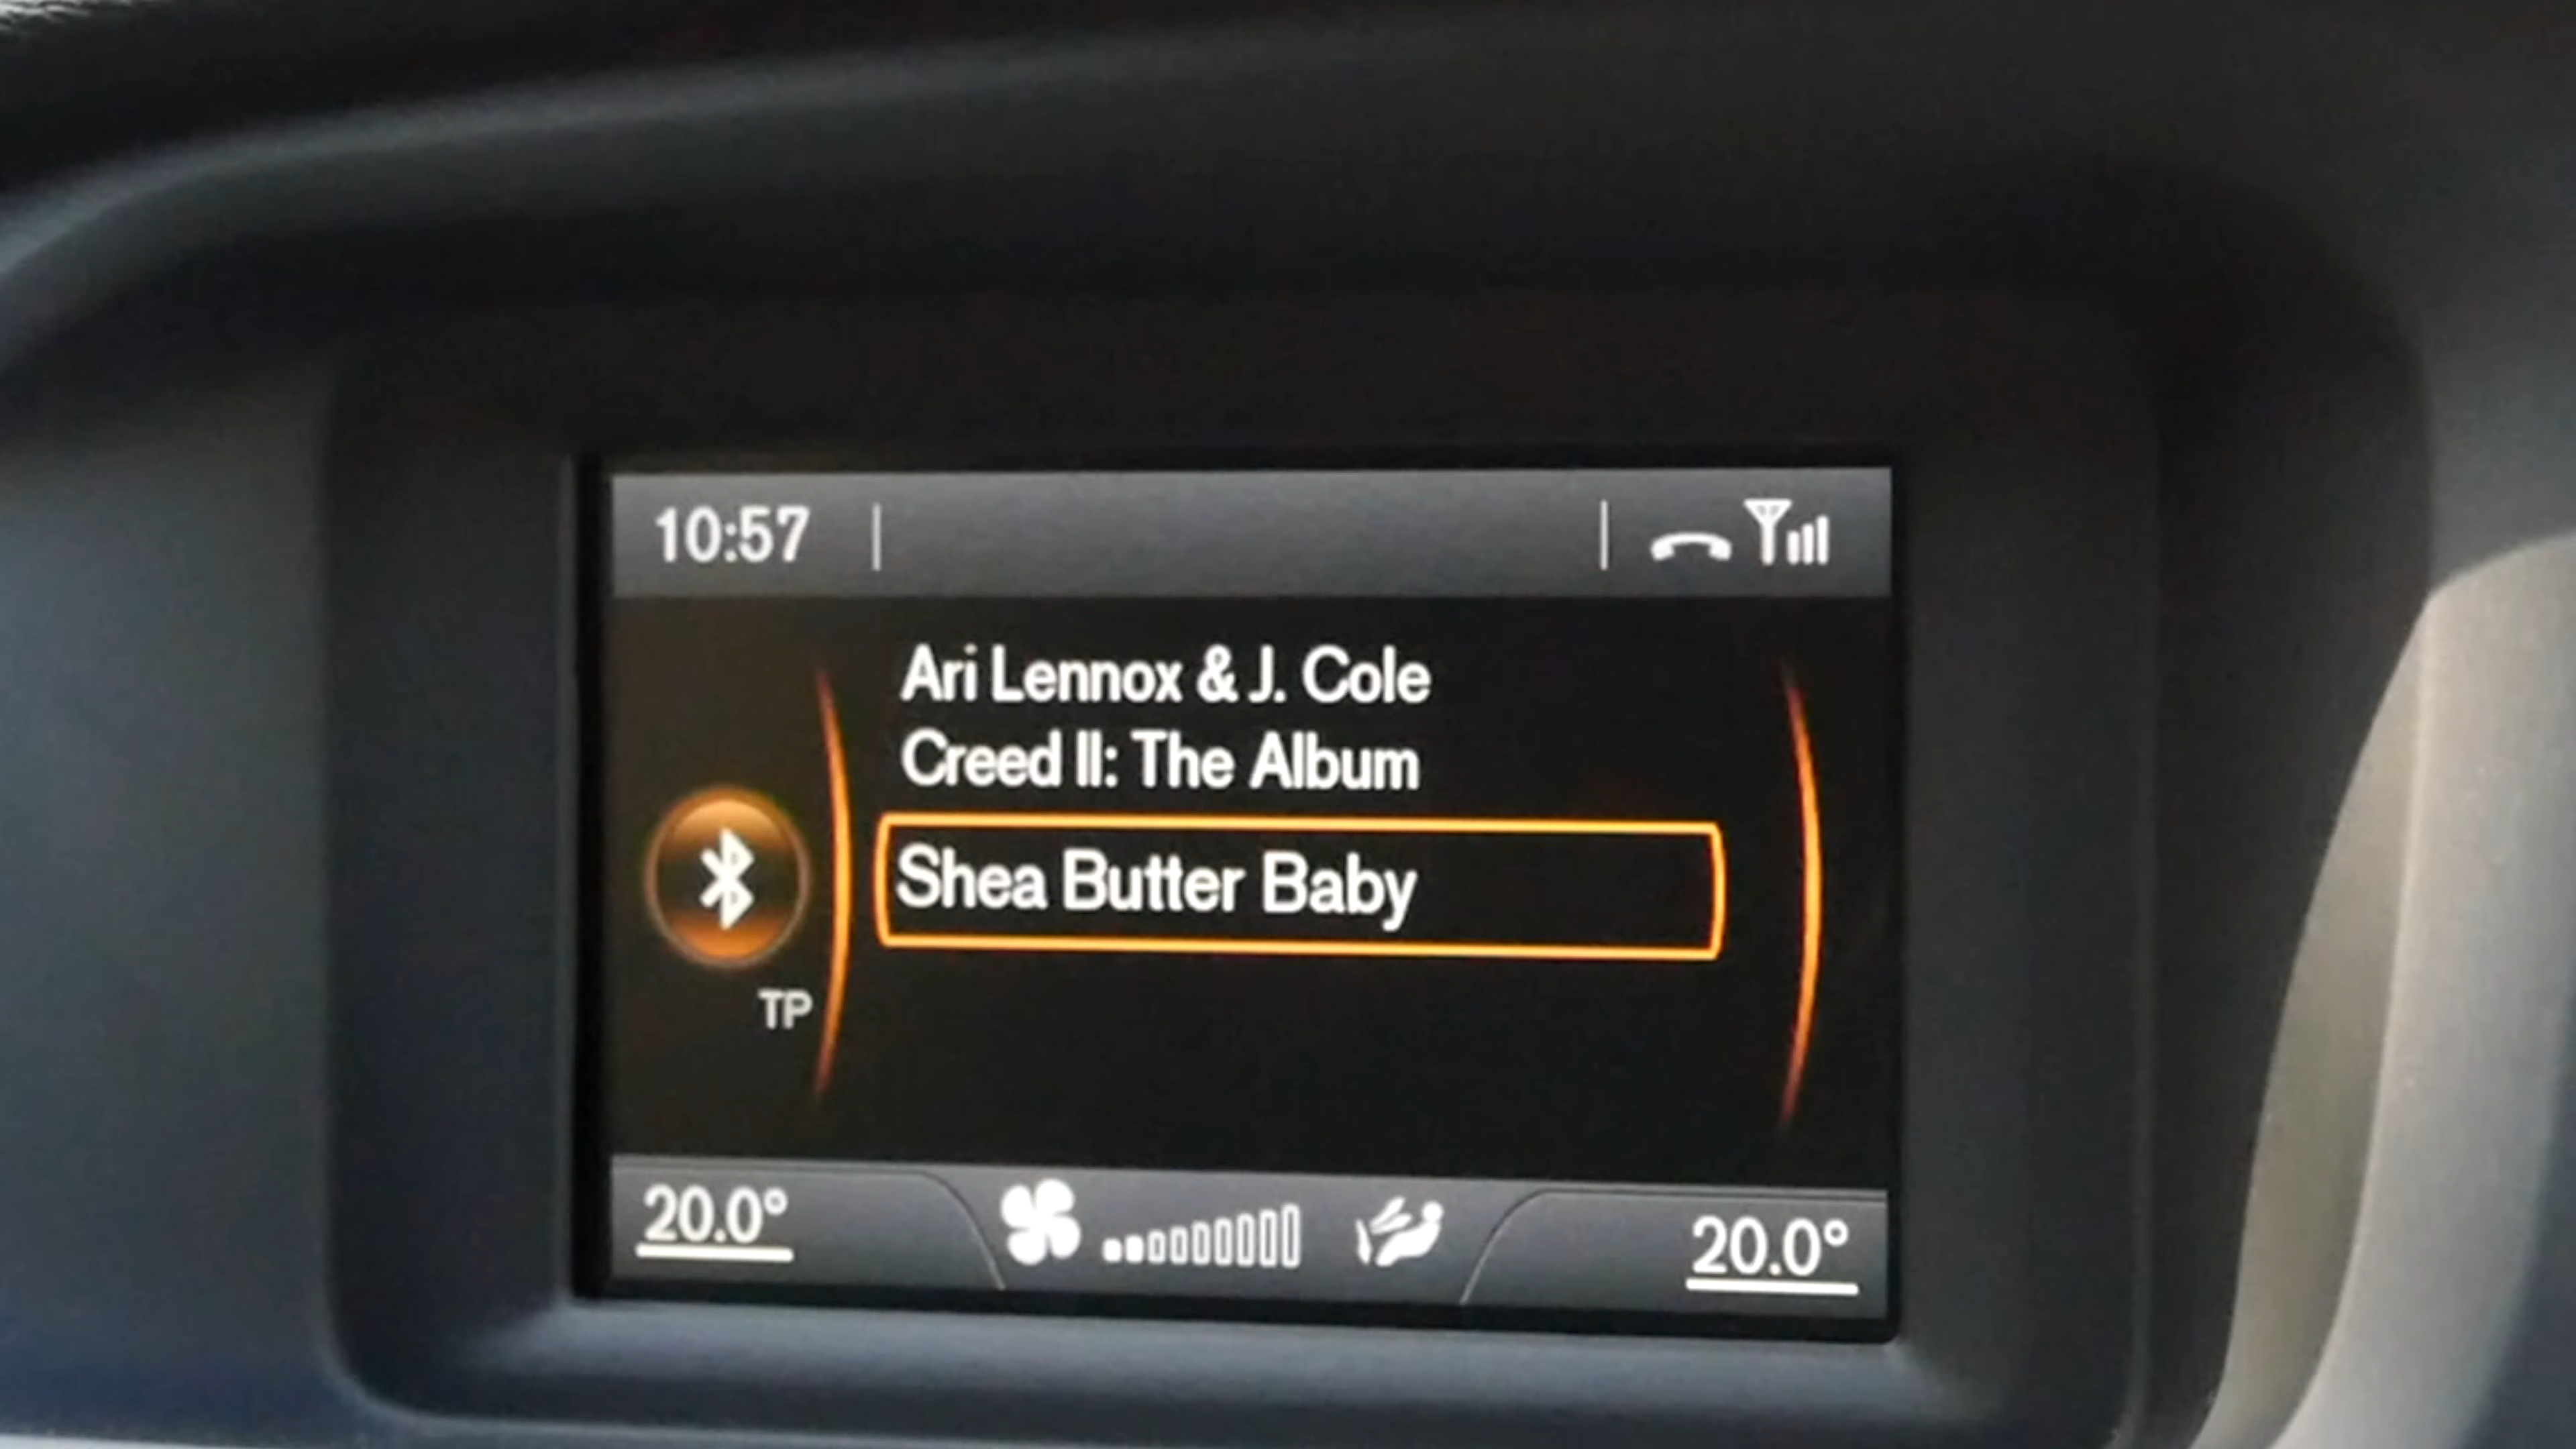 10:57
Ari Lennox & J. Cole
Creed II: The Album
Shea Butter Baby
TP
20.0°
20.0°